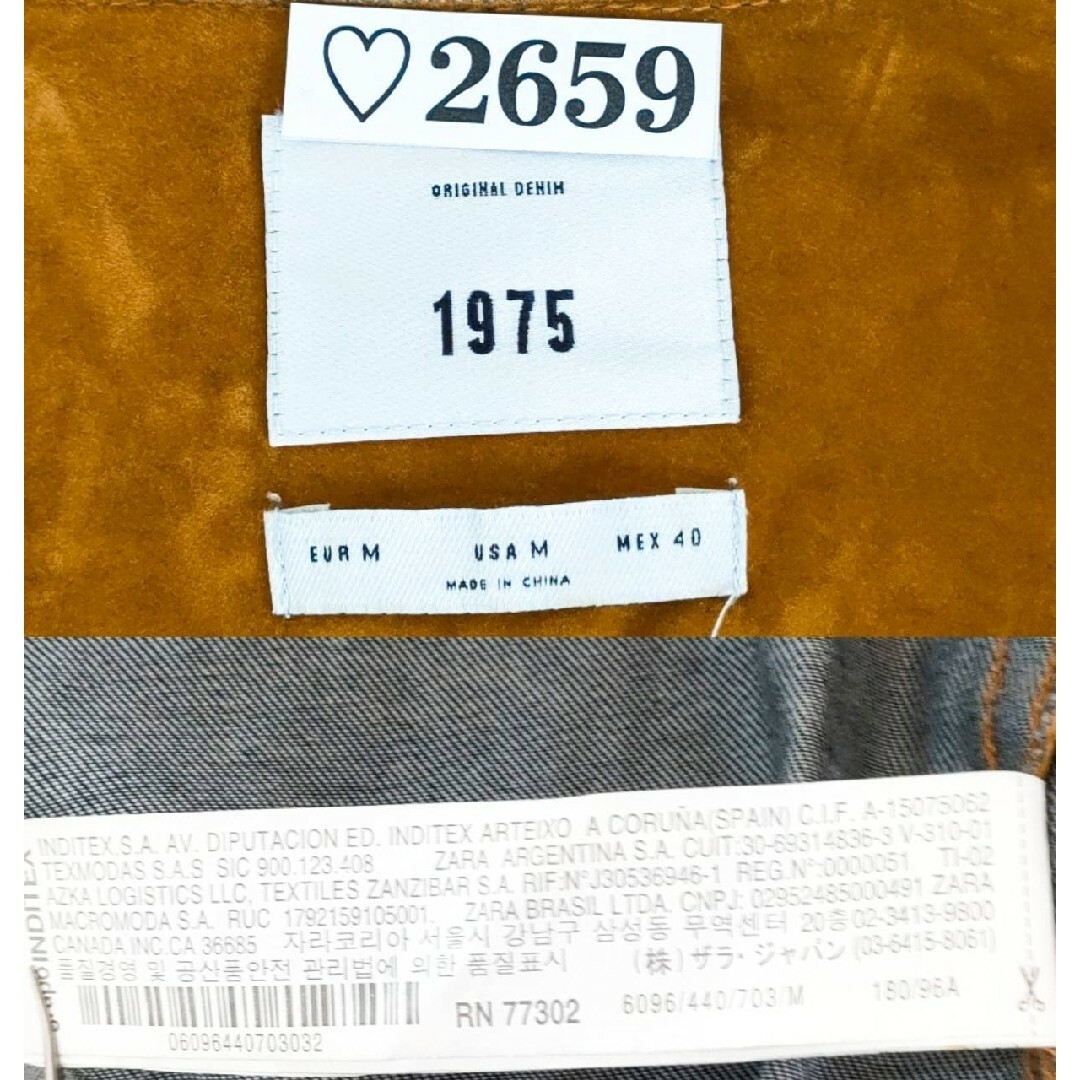 ♡2659
ORIGINAL DENIM
1975
EUR M USA M MEX 40
MADE IN CHINA
INDITEX.S.A. AV. DIPUTACION ED. INDITEX ARTEIXO A CORUÑA(SPAIN) C.I.F. A-15075062
TEXMODAS S.A.S SIC 900.123.408 ZARA ARGENTINA S.A. CUIT:30-69314836-3 V-310-01
AZKA LOGISTICS LLC, TEXTILES ZANZIBAR S.A. RIF:N°J30536946-1 REG.N°:0000051 TI-02
MACROMODA S.A. RUC 1792159105001. ZARA BRASIL LTDA. CNPJ: 02952485000491 ZARA
CANADA INC.CA 36685 자라코리아 서울시 강남구 삼성동 무역센터 20층 02-3413-9800
품질경영 및 공산품안전 관리법에 의한 품질표시 (株)ザラ・ジャパン (03-6415-8061)
RN 77302 6096/440/703/M 180/96A
06096440703032